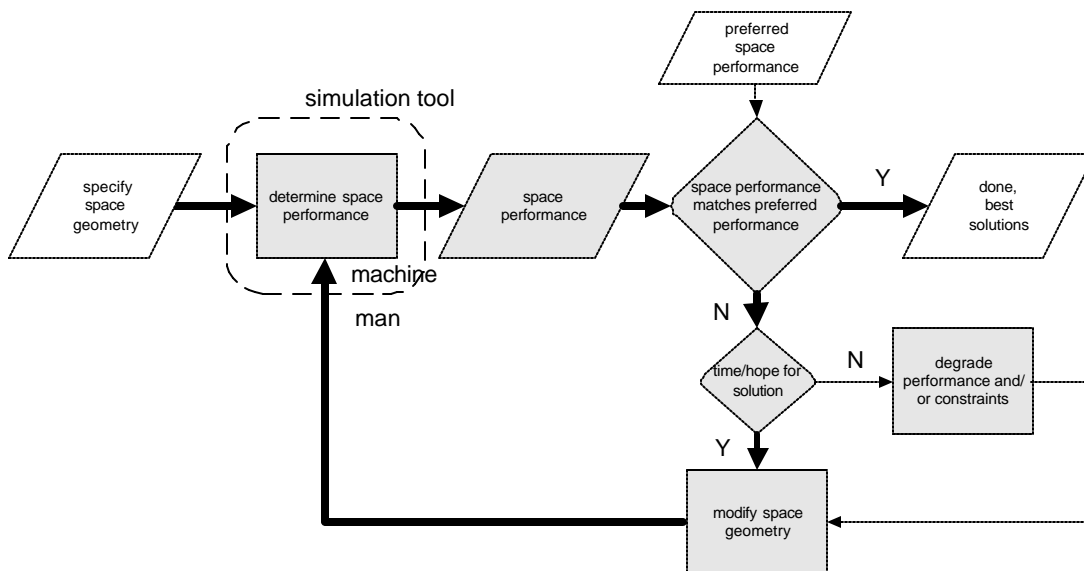 preferred
space
performance
simulation tool
specify
space
geometry
determine space
performance
space
performance
space performance
matches preferred
performance
Y
done,
best
solutions
machine
man
N
time/hope for
solution
N
degrade
performance and/
or constraints
Y
modify space
geometry